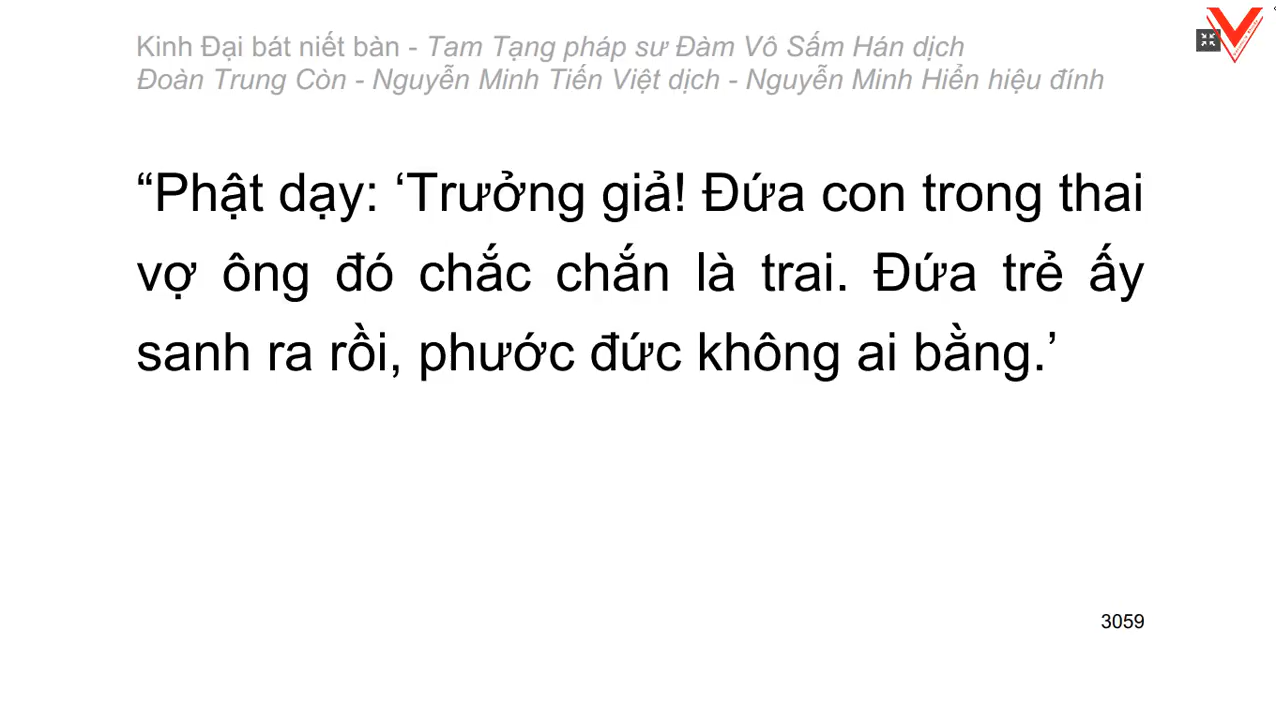 Kinh Đại bát niết bàn - Tam Tạng pháp sư Đàm Vô Sấm Hán dịch
Đoàn Trung Còn - Nguyễn Minh Tiến Việt dịch - Nguyễn Minh Hiển hiệu đính
“Phật dạy: ‘Trưởng giả! Đứa con trong thai
vợ ông đó chắc chắn là trai. Đứa trẻ ấy
sanh ra rồi, phước đức không ai bằng.’
3059